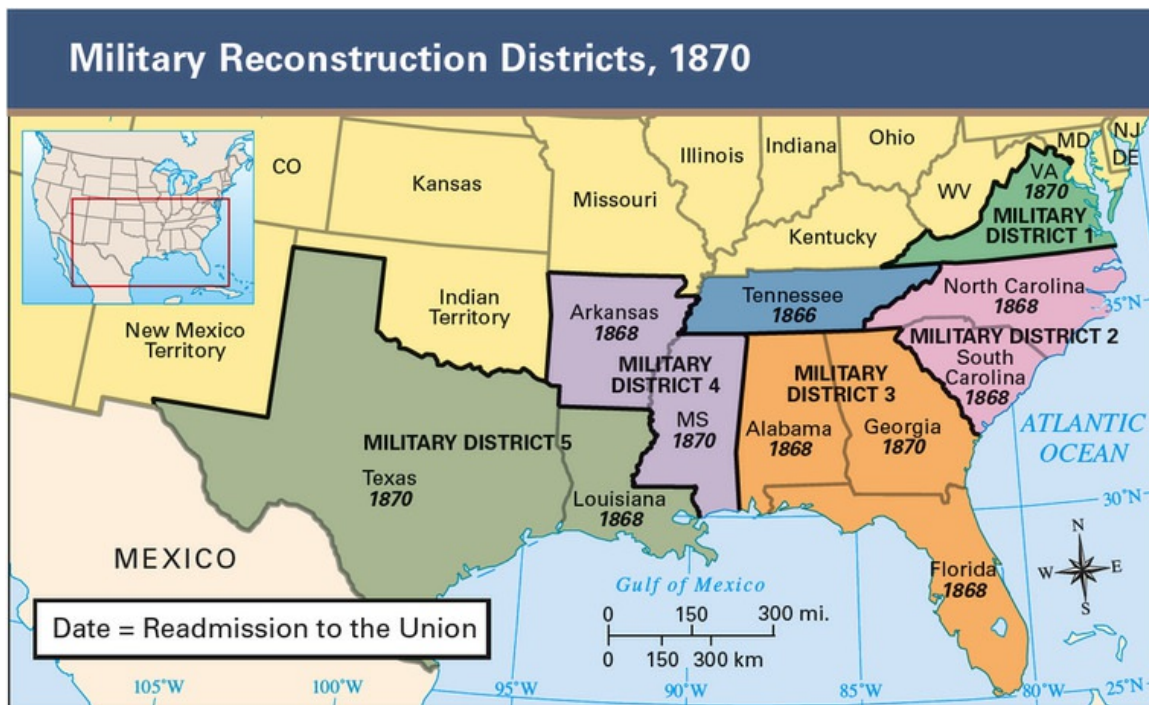 Military Reconstruction Districts, 1870
CO
Kansas
Missouri
Illinois
Indiana
Ohio
WV
MD
NJ
DE
VA
1870
MILITARY
DISTRICT 1
Kentucky
New Mexico
Territory
Indian
Territory
Arkansas
1868
Tennessee
1866
North Carolina
1868
35°N
MILITARY DISTRICT 2
South
Carolina
1868
MILITARY
DISTRICT 4
MS
1870
MILITARY
DISTRICT 3
Alabama
1868
Georgia
1870
ATLANTIC
OCEAN
MILITARY DISTRICT 5
Texas
1870
Louisiana
1868
30°N
MEXICO
Gulf of Mexico
Florida
1868
N
W
E
S
0 150 300 mi.
0 150 300 km
Date = Readmission to the Union
105°W
100°W
95°W
90°W
85°W
80°W
25°N